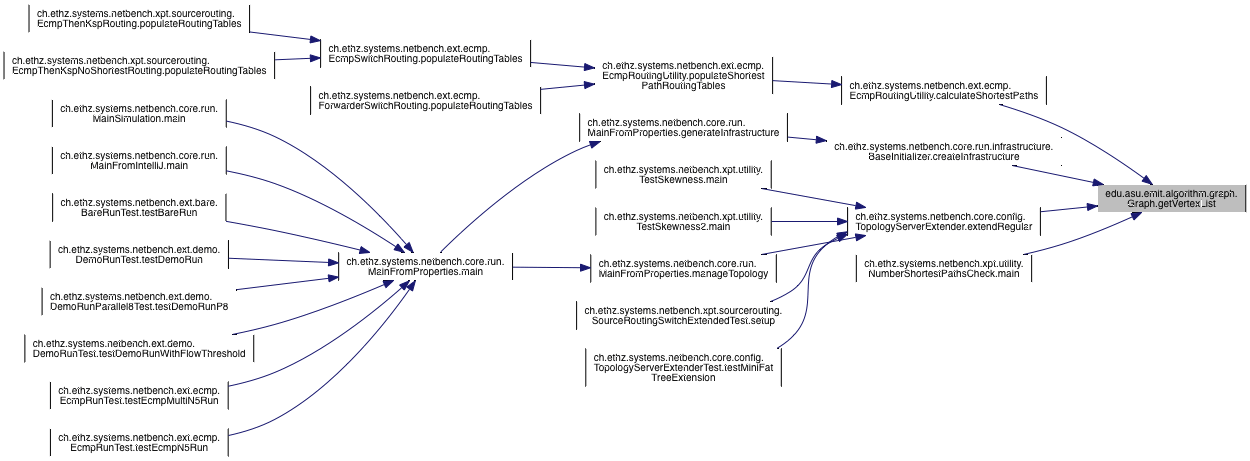 ch.ethz.systems.netbench.xpt.sourcerouting.
EcmpThenKspRouting.populateRoutingTables
ch.ethz.systems.netbench.xpt.sourcerouting.
EcmpThenKspNoShortestRouting.populateRoutingTables
ch.ethz.systems.netbench.core.run.
MainSimulation.main
ch.ethz.systems.netbench.core.run.
MainFromIntelliJ.main
ch.ethz.systems.netbench.ext.bare.
BareRunTest.testBareRun
ch.ethz.systems.netbench.ext.demo.
DemoRunTest.testDemoRun
ch.ethz.systems.netbench.ext.demo.
DemoRunParallel8Test.testDemoRunP8
ch.ethz.systems.netbench.ext.demo.
DemoRunTest.testDemoRunWithFlowThreshold
ch.ethz.systems.netbench.ext.ecmp.
EcmpRunTest.testEcmpMultiN5Run
ch.ethz.systems.netbench.ext.ecmp.
EcmpRunTest.testEcmpN5Run
ch.ethz.systems.netbench.ext.ecmp.
EcmpSwitchRouting.populateRoutingTables
ch.ethz.systems.netbench.ext.ecmp.
ForwarderSwitchRouting.populateRoutingTables
ch.ethz.systems.netbench.core.run.
MainFromProperties.main
ch.ethz.systems.netbench.ext.ecmp.
EcmpRoutingUtility.populateShortest
PathRoutingTables
ch.ethz.systems.netbench.core.run.
MainFromProperties.generateInfrastructure
ch.ethz.systems.netbench.xpt.utility.
TestSkewness.main
ch.ethz.systems.netbench.xpt.utility.
TestSkewness2.main
ch.ethz.systems.netbench.core.run.
MainFromProperties.manageTopology
ch.ethz.systems.netbench.xpt.sourcerouting.
SourceRoutingSwitchExtendedTest.setup
ch.ethz.systems.netbench.core.config.
TopologyServerExtenderTest.testMiniFat
TreeExtension
ch.ethz.systems.netbench.ext.ecmp.
EcmpRoutingUtility.calculateShortestPaths
ch.ethz.systems.netbench.core.run.infrastructure.
BaseInitializer.createInfrastructure
ch.ethz.systems.netbench.core.config.
TopologyServerExtender.extendRegular
ch.ethz.systems.netbench.xpt.utility.
NumberShortestPathsCheck.main
edu.asu.emit.algorithm.graph.
Graph.getVertexList